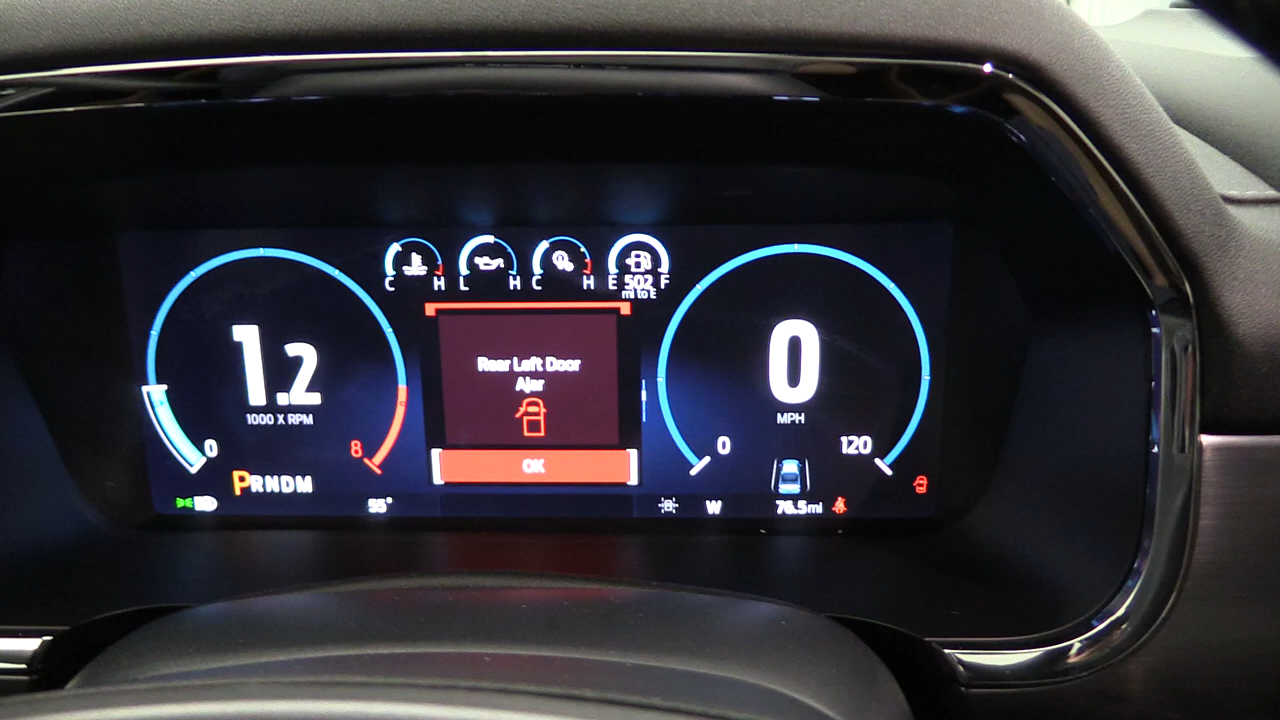 C H L H C H E 502 F
mi to E
Rear Left Door
Ajar
OK
1.2
1000 X RPM
0 8
PRNDM
55°
0
MPH
0 120
W 76.5mi